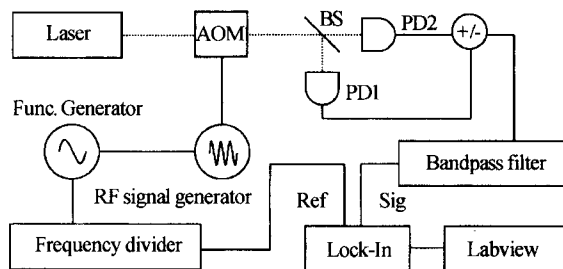 Laser
AOM
BS
PD2
+/-
PD1
Func. Generator
RF signal generator
Bandpass filter
Ref
Sig
Frequency divider
Lock-In
Labview